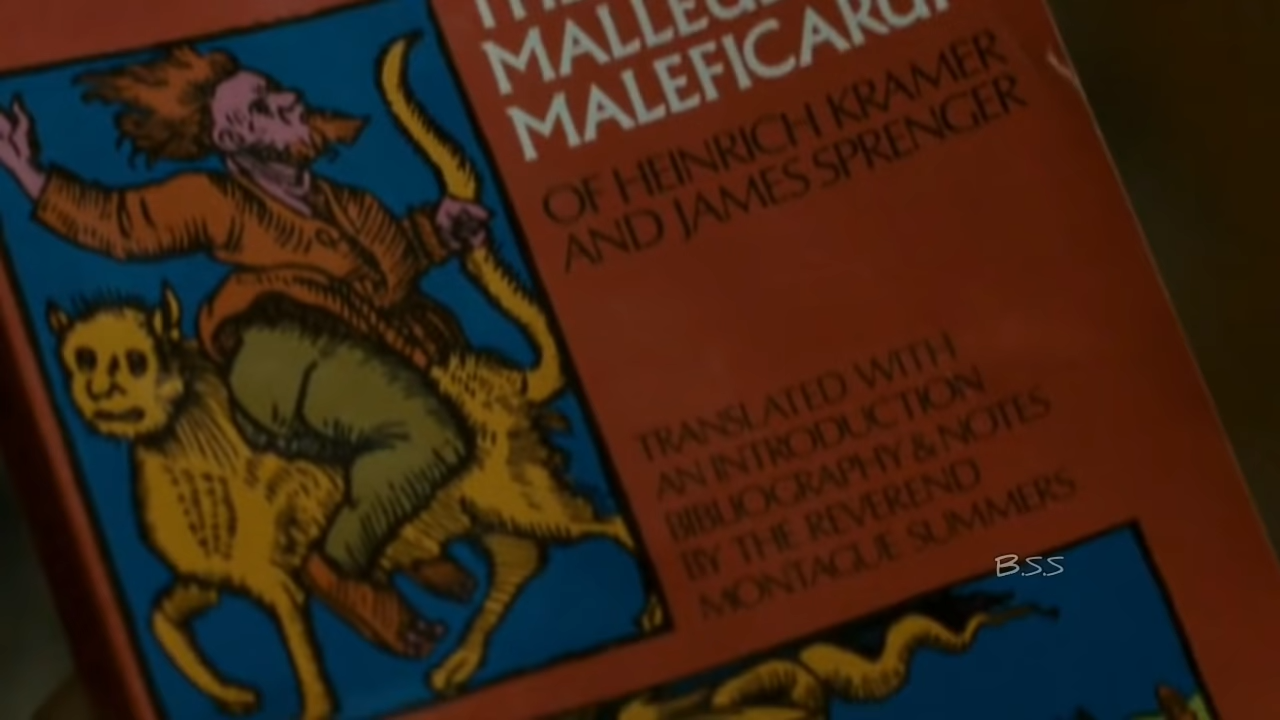 THE
MALLEUS
MALEFICARUM
OF HEINRICH KRAMER
AND JAMES SPRENGER
TRANSLATED WITH
AN INTRODUCTION
BIBLIOGRAPHY & NOTES
BY THE REVEREND
MONTAGUE SUMMERS
B.S.S